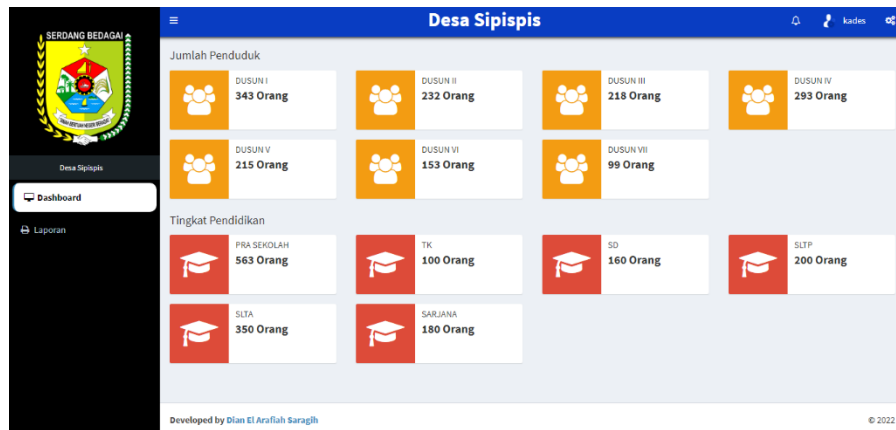 SERDANG BEDAGAI
Desa Sipispis
kades
Desa Sipispis
Dashboard
Laporan
Jumlah Penduduk
DUSUN I
343 Orang
DUSUN II
232 Orang
DUSUN III
218 Orang
DUSUN IV
293 Orang
DUSUN V
215 Orang
DUSUN VI
153 Orang
DUSUN VII
99 Orang
Tingkat Pendidikan
PRA SEKOLAH
563 Orang
TK
100 Orang
SD
160 Orang
SLTP
200 Orang
SLTA
350 Orang
SARJANA
180 Orang
Developed by Dian El Arafiah Saragih
© 2022